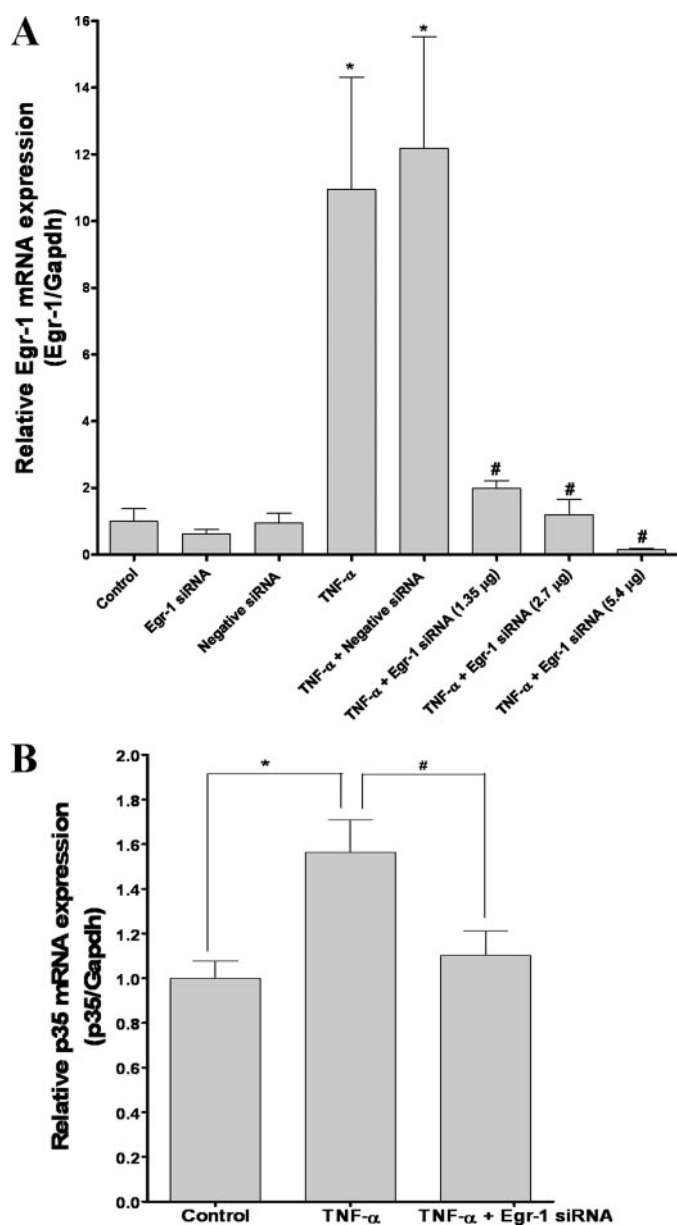 A
Relative Egr-1 mRNA expression
(Egr-1/Gapdh)
16
14
12
10
8
6
4
2
0
*
*
#
#
#
Control
Egr-1 siRNA
Negative siRNA
TNF-α
TNF-α + Negative siRNA
TNF-α + Egr-1 siRNA (1.35 µg)
TNF-α + Egr-1 siRNA (2.7 µg)
TNF-α + Egr-1 siRNA (5.4 µg)
B
Relative p35 mRNA expression
(p35/Gapdh)
2.0
1.8
1.6
1.4
1.2
1.0
0.8
0.6
0.4
0.2
0.0
*
#
Control
TNF-α
TNF-α + Egr-1 siRNA